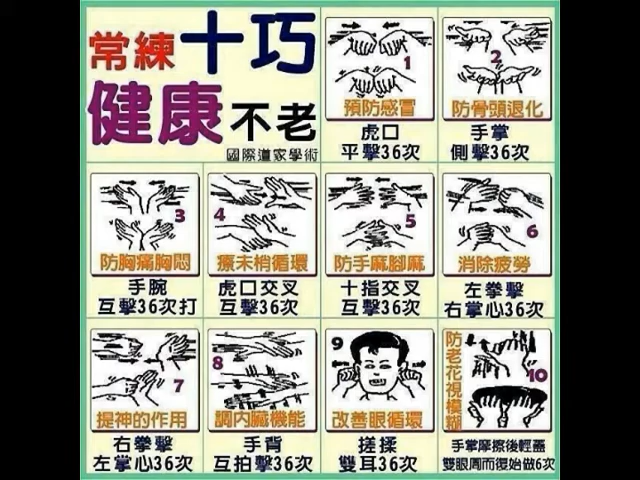 常練十巧
健康不老
國際道家學術
1
預防感冒
虎口
平擊36次
2
防骨頭退化
手掌
側擊36次
3
防胸痛胸悶
手腕
互擊36次打
4
療未梢循環
虎口交叉
互擊36次
5
防手麻腳麻
十指交叉
互擊36次
6
消除疲勞
左拳擊
右掌心36次
7
提神的作用
右拳擊
左掌心36次
8
調內臟機能
手背
互拍擊36次
9
改善眼循環
搓揉
雙耳36次
10
防老花視模糊
手掌摩擦後輕蓋
雙眼周而復始做6次